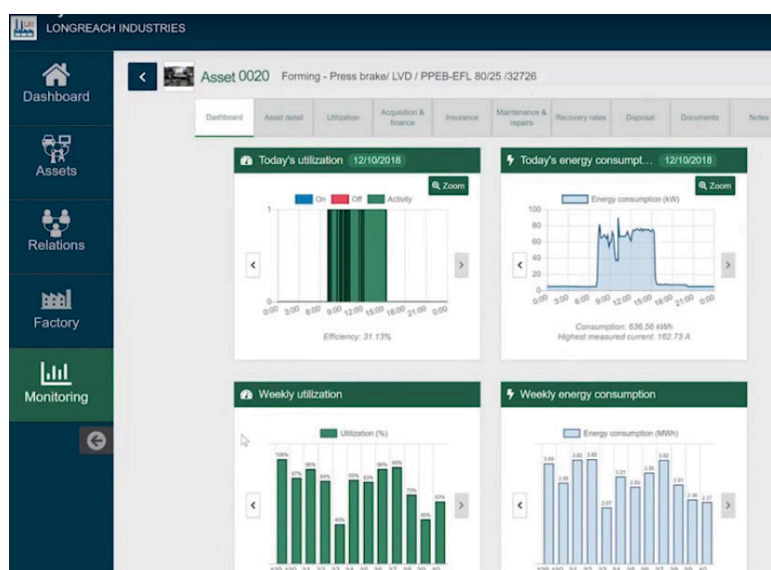 LONGREACH INDUSTRIES
Dashboard
Assets
Relations
Factory
Monitoring
Asset 0020 Forming - Press brake/ LVD / PPEB-EFL 80/25 /32726
Dashboard Asset detail Utilization Acquisition & finance Insurance Maintenance & repairs Recovery rates Disposal Documents Notes
Today's utilization 12/10/2018
Zoom
On Off Activity
1
0
0:00 3:00 6:00 9:00 12:00 15:00 18:00 21:00 0:00
Efficiency: 31.13%
Today's energy consumpt... 12/10/2018
Zoom
Energy consumption (kW)
100
80
60
40
20
0
0:00 3:00 6:00 9:00 12:00 15:00 18:00 21:00 0:00
Consumption: 636.56 kWh
Highest measured current: 162.73 A
Weekly utilization
Utilization (%)
Weekly energy consumption
Energy consumption (MWh)